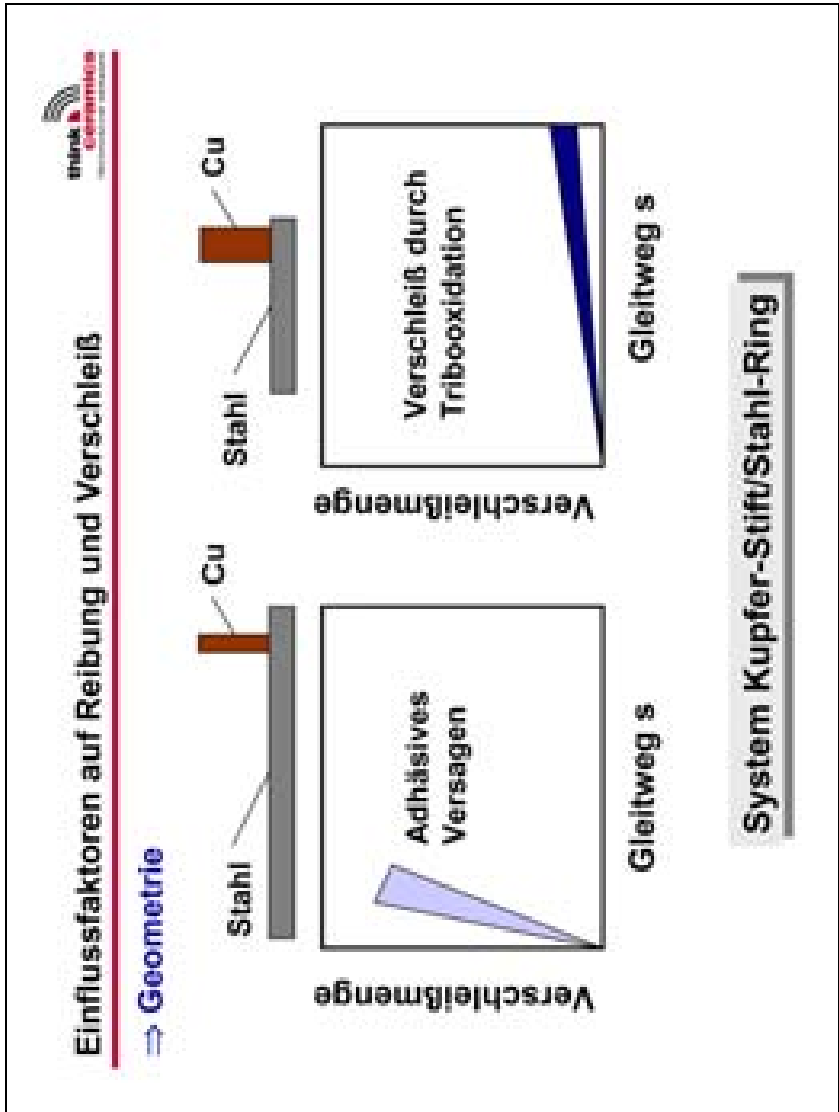 Einflussfaktoren auf Reibung und Verschleiß
think
ceramics
⇒ Geometrie
Stahl
Cu
Verschleißmenge
Adhäsives
Versagen
Gleitweg s
Stahl
Cu
Verschleißmenge
Verschleiß durch
Tribooxidation
Gleitweg s
System Kupfer-Stift/Stahl-Ring